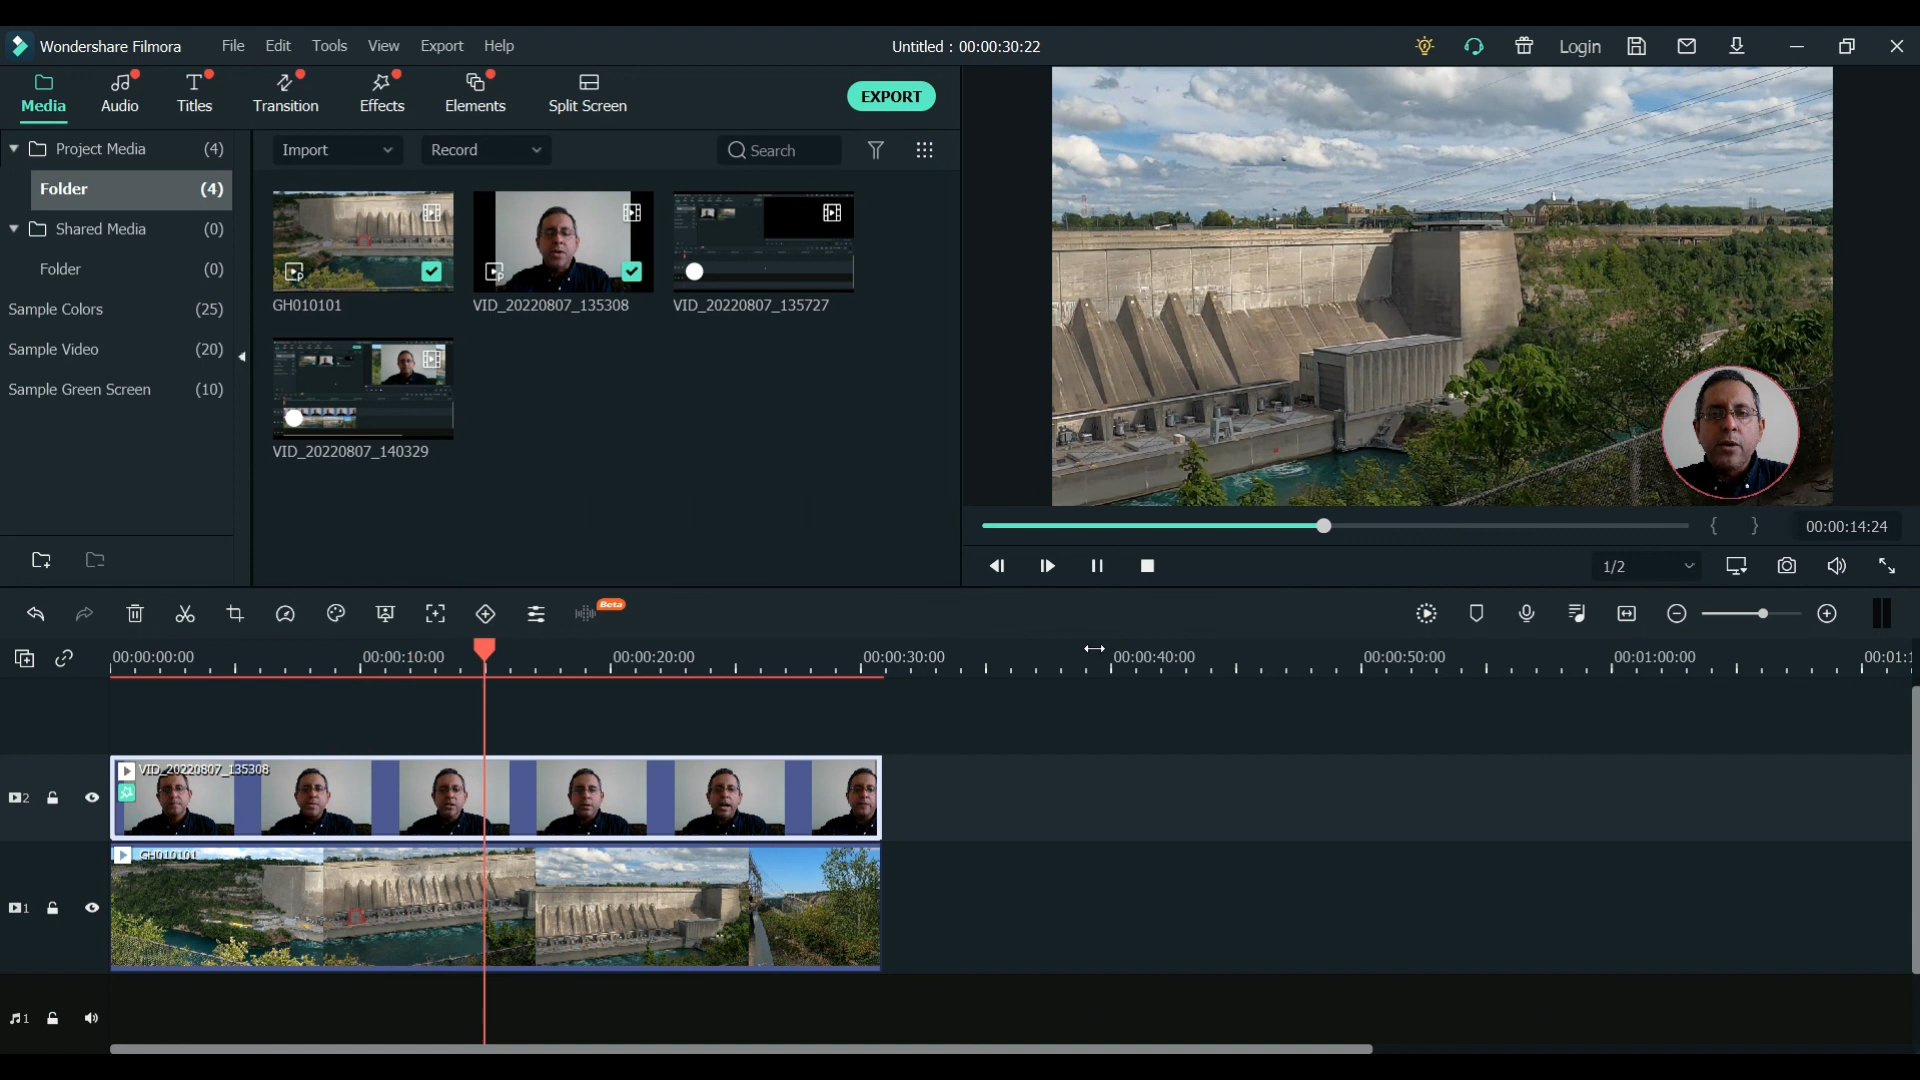 Wondershare Filmora File Edit Tools View Export Help Untitled : 00:00:30:22 Login
Media Audio Titles Transition Effects Elements Split Screen EXPORT
Project Media (4) Import Record Search
Folder (4)
Shared Media (0)
Folder (0)
Sample Colors (25)
Sample Video (20)
Sample Green Screen (10)
GH010101 VID_20220807_135308 VID_20220807_135727
VID_20220807_140329
00:00:14:24
1/2
Beta
00:00:00:00 00:00:10:00 00:00:20:00 00:00:30:00 00:00:40:00 00:00:50:00 00:01:00:00 00:01:1
VID_20220807_135308
2
GH010101
1
1